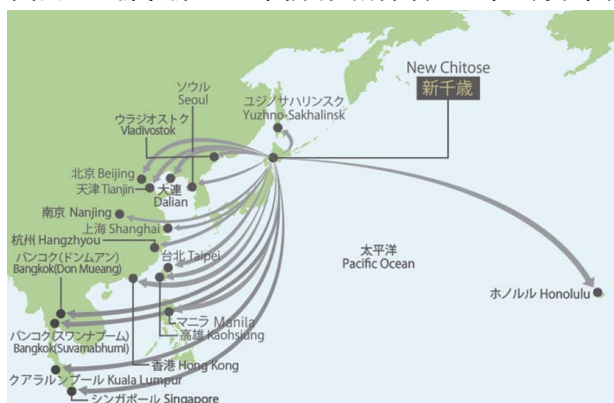 New Chitose
新千歳
ソウル
Seoul
ユジノサハリンスク
Yuzhno-Sakhalinsk
ウラジオストク
Vladivostok
北京 Beijing
天津 Tianjin
大連
Dalian
南京 Nanjing
上海 Shanghai
杭州 Hangzhyou
台北 Taipei
バンコク(ドンムアン)
Bangkok(Don Mueang)
太平洋
Pacific Ocean
ホノルル Honolulu
バンコク(スワンナプーム)
Bangkok(Suvarnabhumi)
マニラ Manila
高雄 Kaohsiung
香港 Hong Kong
クアラルンプール Kuala Lumpur
シンガポール Singapore